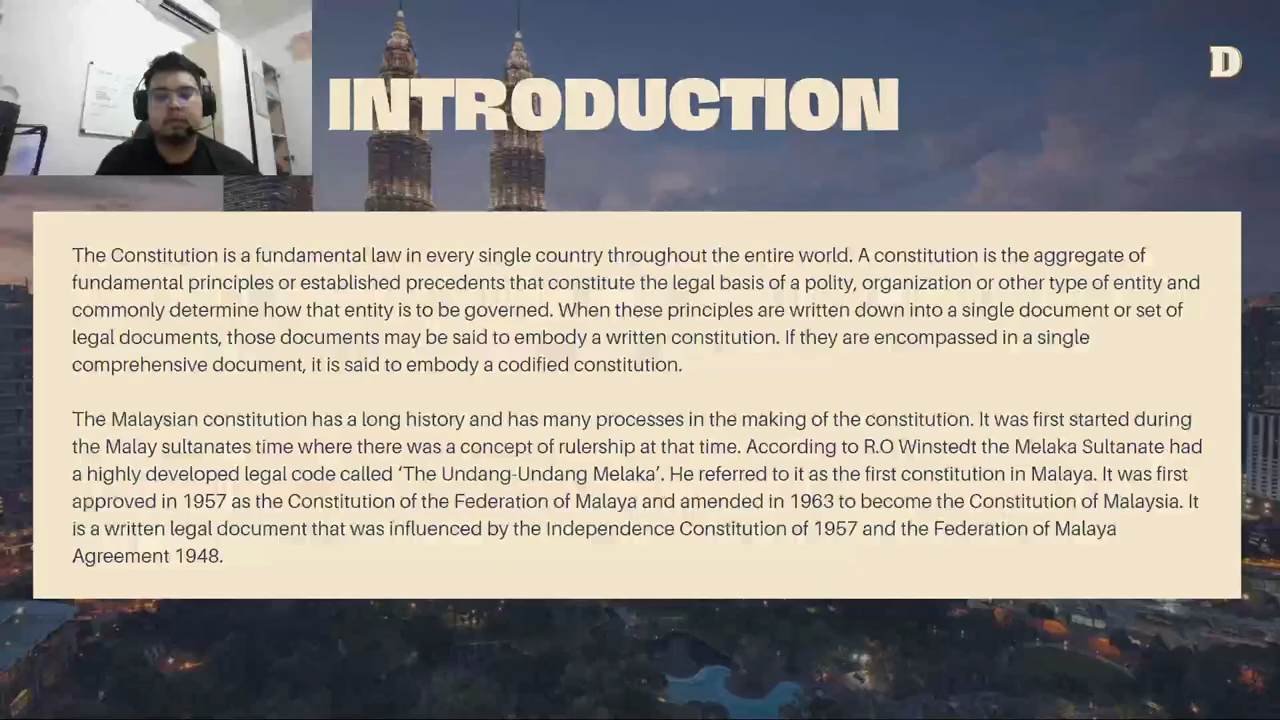 INTRODUCTION
D
The Constitution is a fundamental law in every single country throughout the entire world. A constitution is the aggregate of
fundamental principles or established precedents that constitute the legal basis of a polity, organization or other type of entity and
commonly determine how that entity is to be governed. When these principles are written down into a single document or set of
legal documents, those documents may be said to embody a written constitution. If they are encompassed in a single
comprehensive document, it is said to embody a codified constitution.
The Malaysian constitution has a long history and has many processes in the making of the constitution. It was first started during
the Malay sultanates time where there was a concept of rulership at that time. According to R.O Winstedt the Melaka Sultanate had
a highly developed legal code called ‘The Undang-Undang Melaka’. He referred to it as the first constitution in Malaya. It was first
approved in 1957 as the Constitution of the Federation of Malaya and amended in 1963 to become the Constitution of Malaysia. It
is a written legal document that was influenced by the Independence Constitution of 1957 and the Federation of Malaya
Agreement 1948.